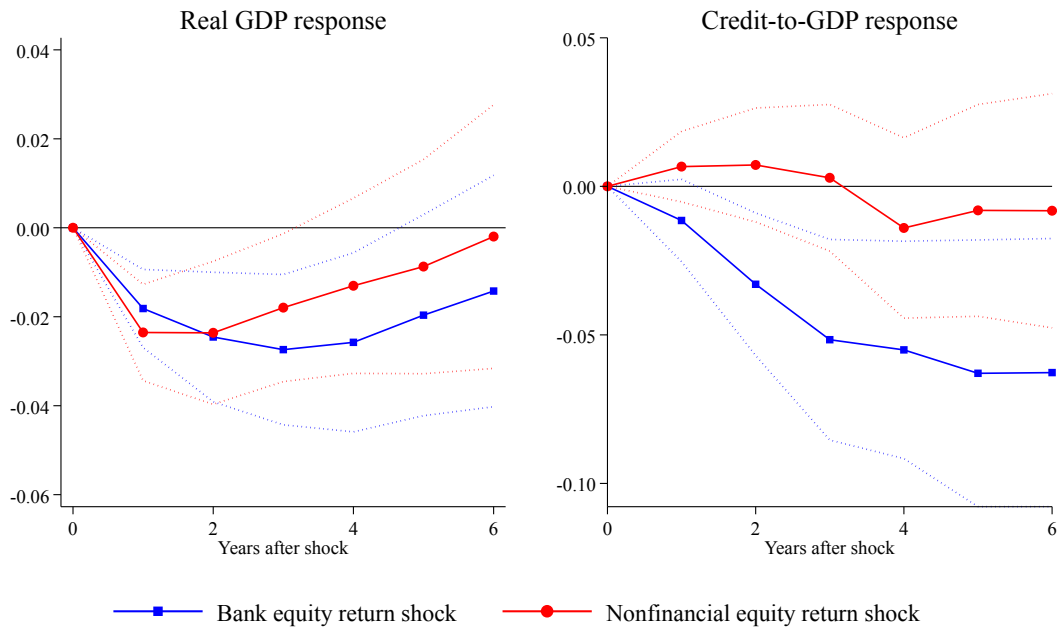 Real GDP response
0.04
0.02
0.00
-0.02
-0.04
-0.06
0 2 4 6
Years after shock
Credit-to-GDP response
0.05
0.00
-0.05
-0.10
0 2 4 6
Years after shock
Bank equity return shock
Nonfinancial equity return shock